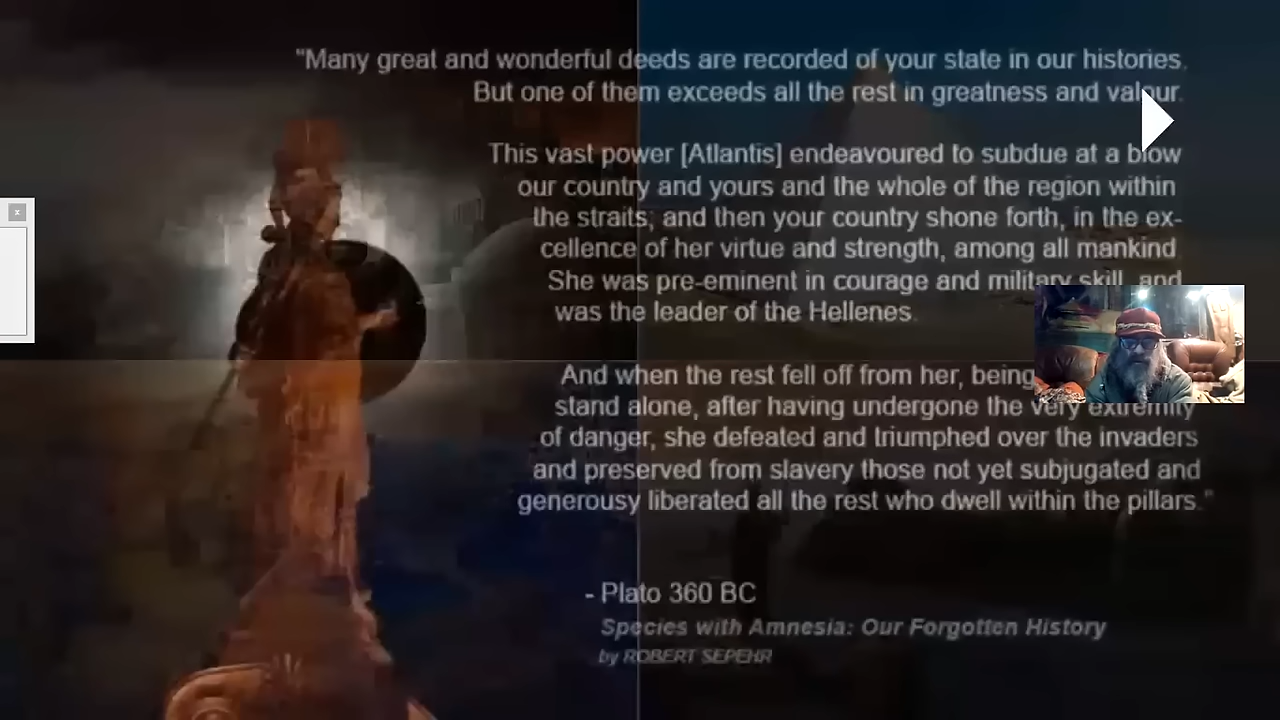 "Many great and wonderful deeds are recorded of your state in our histories.
But one of them exceeds all the rest in greatness and valour.
This vast power [Atlantis] endeavoured to subdue at a blow
our country and yours and the whole of the region within
the straits; and then your country shone forth, in the ex-
cellence of her virtue and strength, among all mankind
She was pre-eminent in courage and military skill, and
was the leader of the Hellenes.
And when the rest fell off from her, being
stand alone, after having undergone the very extremity
of danger, she defeated and triumphed over the invaders
and preserved from slavery those not yet subjugated and
generousy liberated all the rest who dwell within the pillars."
- Plato 360 BC
Species with Amnesia: Our Forgotten History
by ROBERT SEPEHR
x